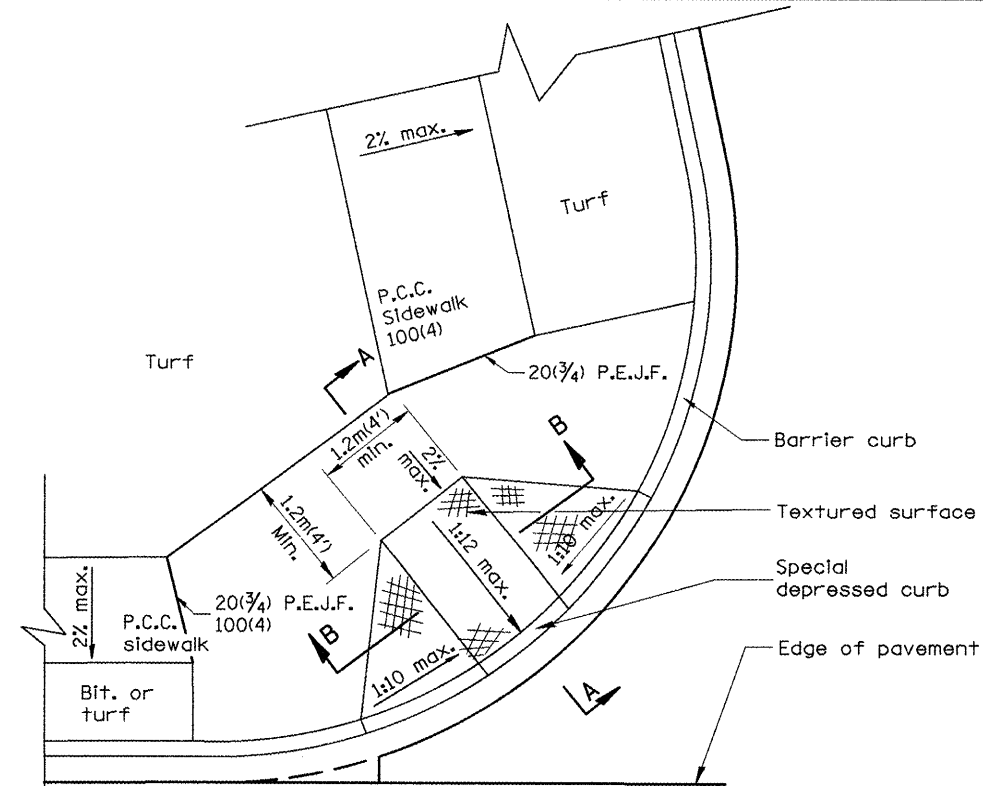 2% max.
Turf
P.C.C.
Sidewalk
100(4)
A
Turf
20(3/4) P.E.J.F.
1.2m(4')
min.
B
2%
max.
Barrier curb
1.2m(4')
Min.
Textured surface
1:12 max.
1:10 max.
Special
depressed curb
2% max.
P.C.C.
sidewalk
20(3/4) P.E.J.F.
100(4)
B
1:10 max.
Edge of pavement
A
Bit. or
turf